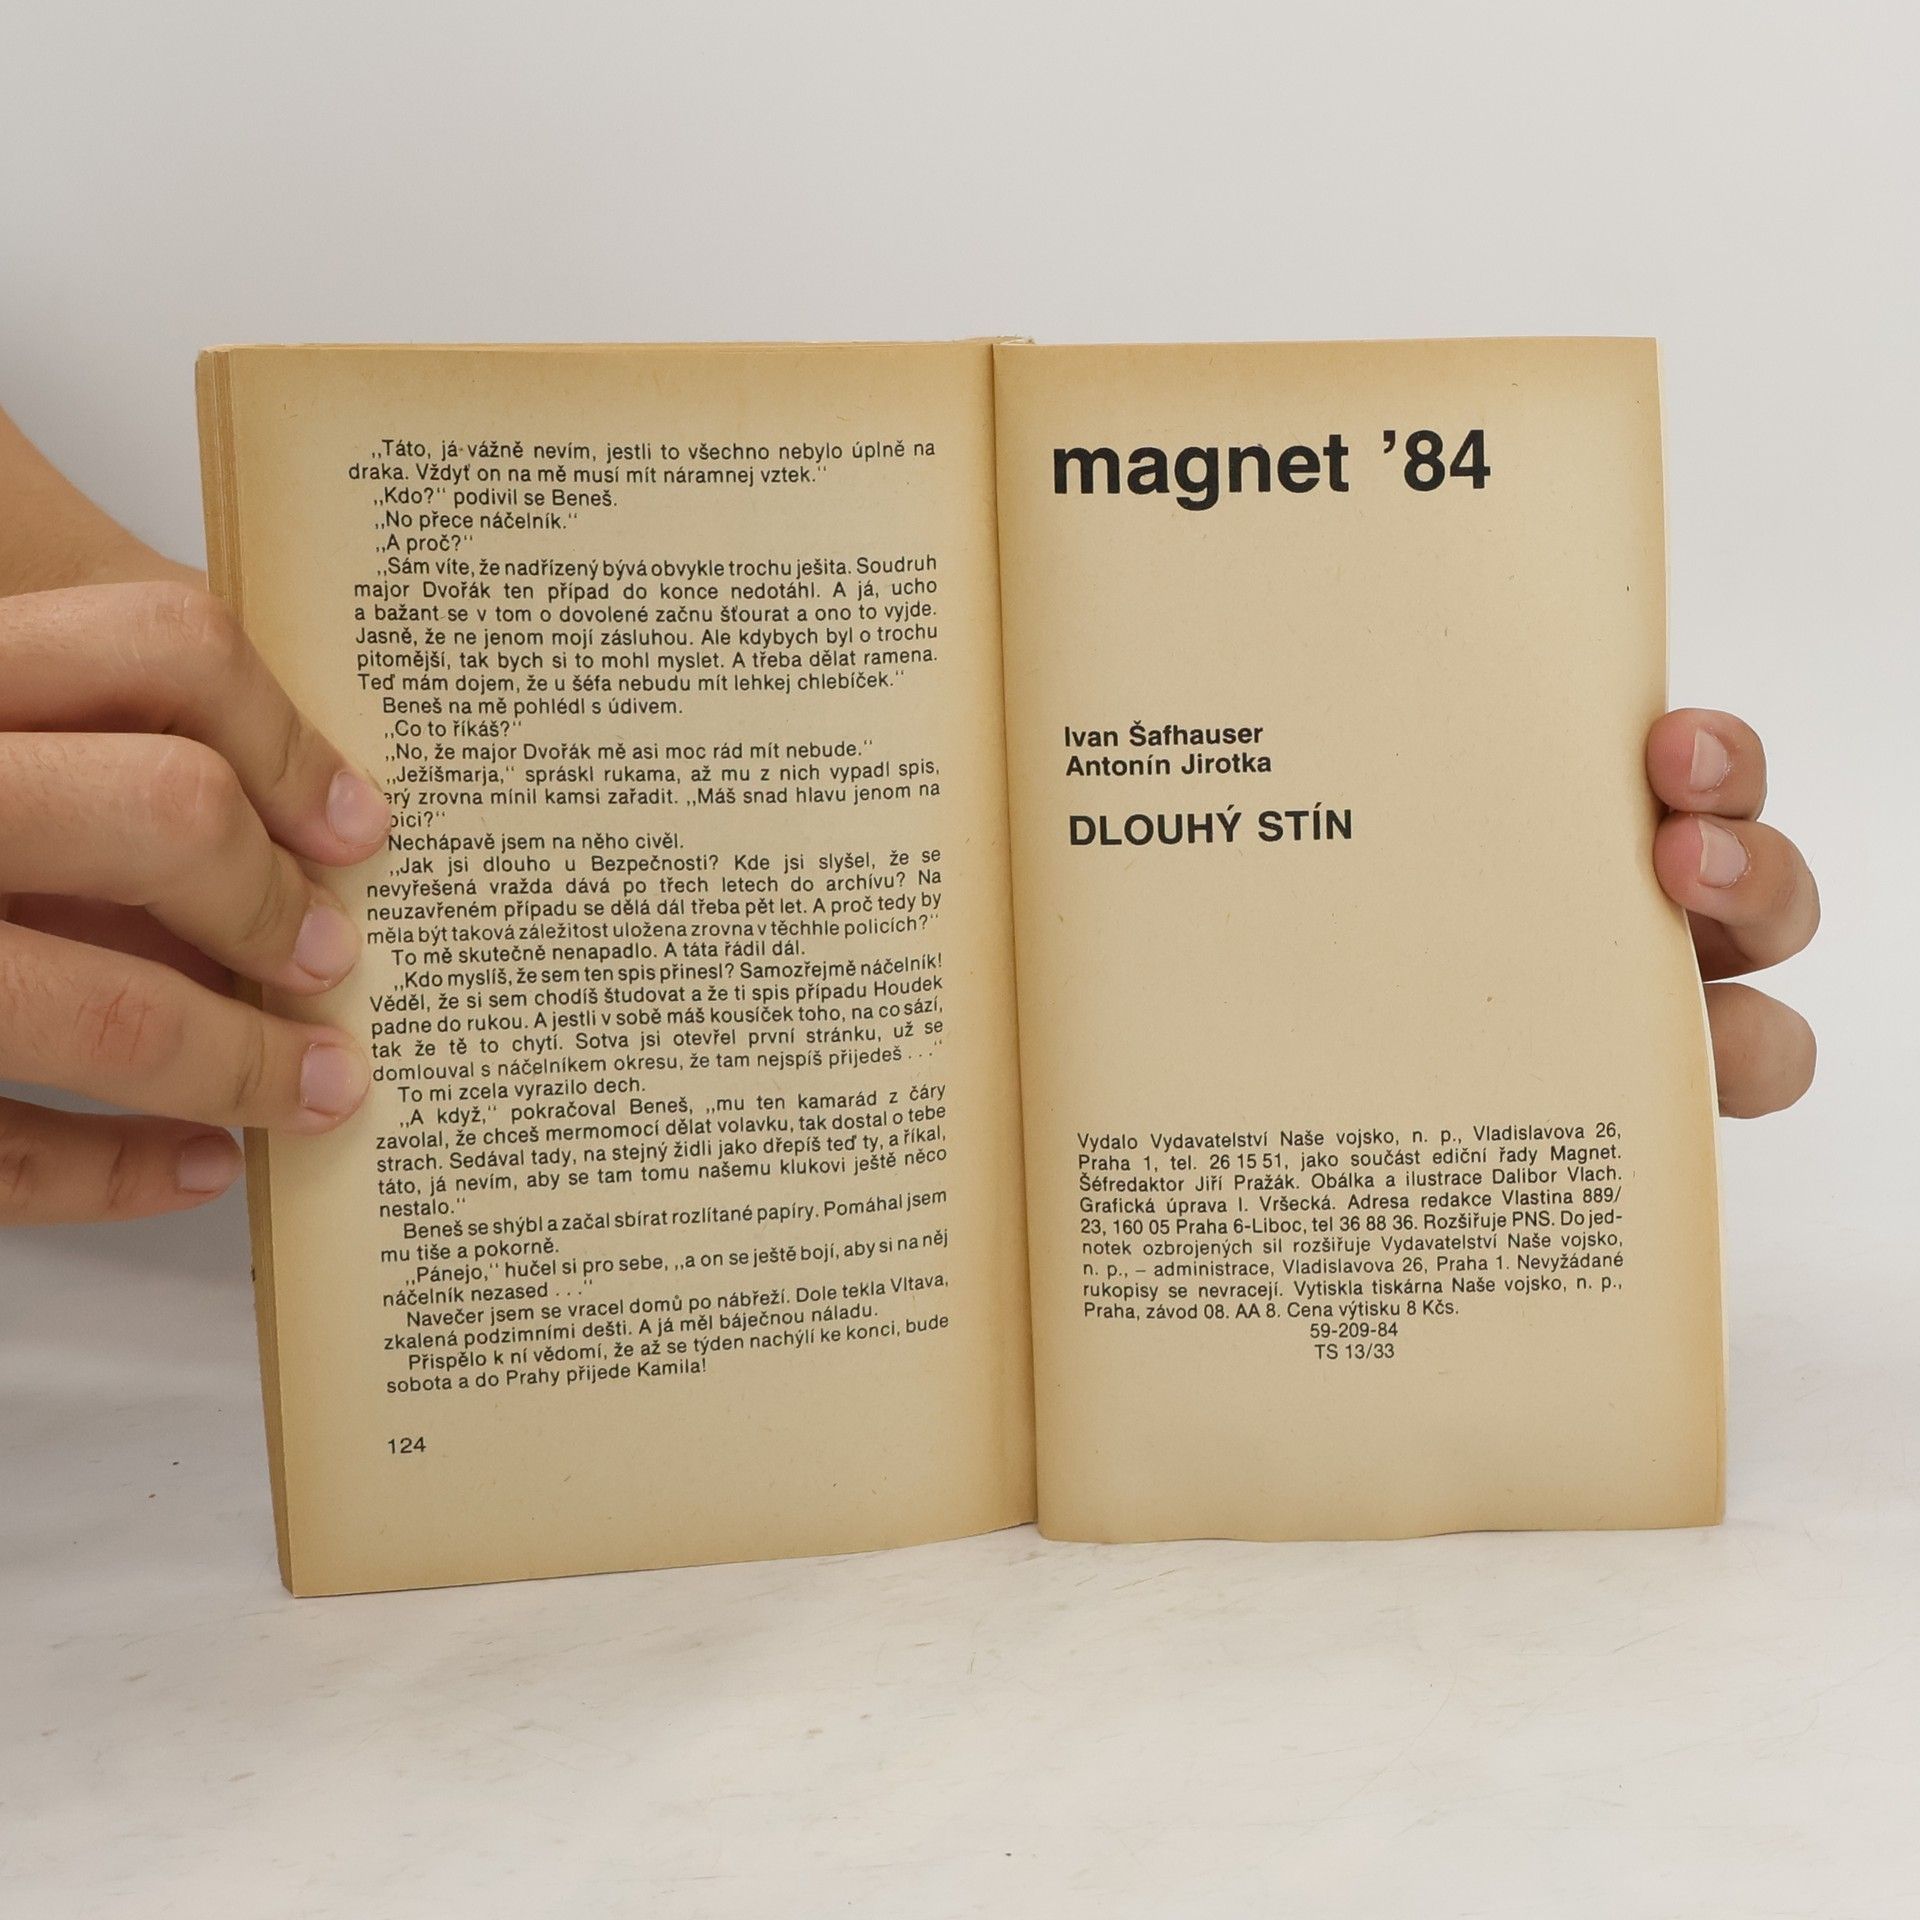 „Táto, já vážně nevím, jestli to všechno nebylo úplně na
draka. Vždyť on na mě musí mít náramnej vztek.“
„Kdo?“ podivil se Beneš.
„No přece náčelník.“
„A proč?“
„Sám víte, že nadřízený bývá obvykle trochu ješita. Soudruh
major Dvořák ten případ do konce nedotáhl. A já, ucho
a bažant se v tom o dovolené začnu šťourat a ono to vyjde.
Jasně, že ne jenom mojí zásluhou. Ale kdybych byl o trochu
pitomější, tak bych si to mohl myslet. A třeba dělat ramena.
Teď mám dojem, že u šéfa nebudu mít lehkej chlebíček.“
Beneš na mě pohlédl s údivem.
„Co to říkáš?“
„No, že major Dvořák mě asi moc rád mít nebude.“
„Ježíšmarja,“ spráskl rukama, až mu z nich vypadl spis,
erý zrovna mínil kamsi zařadit. „Máš snad hlavu jenom na
pici?“
Nechápavě jsem na něho civěl.
„Jak jsi dlouho u Bezpečnosti? Kde jsi slyšel, že se
nevyřešená vražda dává po třech letech do archívu? Na
neuzavřeném případu se dělá dál třeba pět let. A proč tedy by
měla být taková záležitost uložena zrovna v těchhle policích?“
To mě skutečně nenapadlo. A táta řádil dál.
„Kdo myslíš, že sem ten spis přinesl? Samozřejmě náčelník!
Věděl, že si sem chodíš študovat a že ti spis případu Houdek
padne do rukou. A jestli v sobě máš kousíček toho, na co sází,
tak že tě to chytí. Sotva jsi otevřel první stránku, už se
domlouval s náčelníkem okresu, že tam nejspíš přijedeš . . .“
To mi zcela vyrazilo dech.
„A když,“ pokračoval Beneš, „mu ten kamarád z čáry
zavolal, že chceš mermomocí dělat volavku, tak dostal o tebe
strach. Sedával tady, na stejný židli jako dřepíš teď ty, a říkal,
táto, já nevím, aby se tam tomu našemu klukovi ještě něco
nestalo.“
Beneš se shýbl a začal sbírat rozlítané papíry. Pomáhal jsem
mu tiše a pokorně.
„Pánejo,“ hučel si pro sebe, „a on se ještě bojí, aby si na něj
náčelník nezased . . .“
Navečer jsem se vracel domů po nábřeží. Dole tekla Vltava,
zkalená podzimními dešti. A já měl báječnou náladu.
Přispělo k ní vědomí, že až se týden nachýlí ke konci, bude
sobota a do Prahy přijede Kamila!
124
magnet ’84
Ivan Šafhauser
Antonín Jirotka
DLOUHÝ STÍN
Vydalo Vydavatelství Naše vojsko, n. p., Vladislavova 26,
Praha 1, tel. 26 15 51, jako součást ediční řady Magnet.
Šéfredaktor Jiří Pražák. Obálka a ilustrace Dalibor Vlach.
Grafická úprava I. Vršecká. Adresa redakce Vlastina 889/
23, 160 05 Praha 6-Liboc, tel 36 88 36. Rozšiřuje PNS. Do jed-
notek ozbrojených sil rozšiřuje Vydavatelství Naše vojsko,
n. p., – administrace, Vladislavova 26, Praha 1. Nevyžádané
rukopisy se nevracejí. Vytiskla tiskárna Naše vojsko, n. p.,
Praha, závod 08. AA 8. Cena výtisku 8 Kčs.
59-209-84
TS 13/33